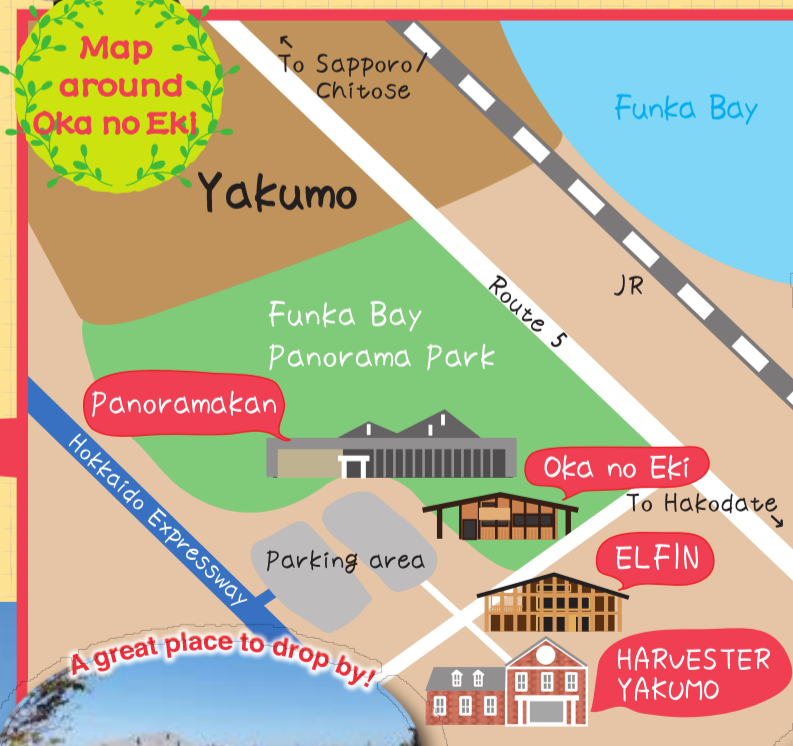 Map
around
Oka no Eki
↖
To Sapporo/
Chitose
Funka Bay
Yakumo
JR
Route 5
Funka Bay
Panorama Park
Panoramakan
Oka no Eki
To Hakodate
→
Hokkaido Expressway
Parking area
ELFIN
HARVESTER
YAKUMO
A great place to drop by!